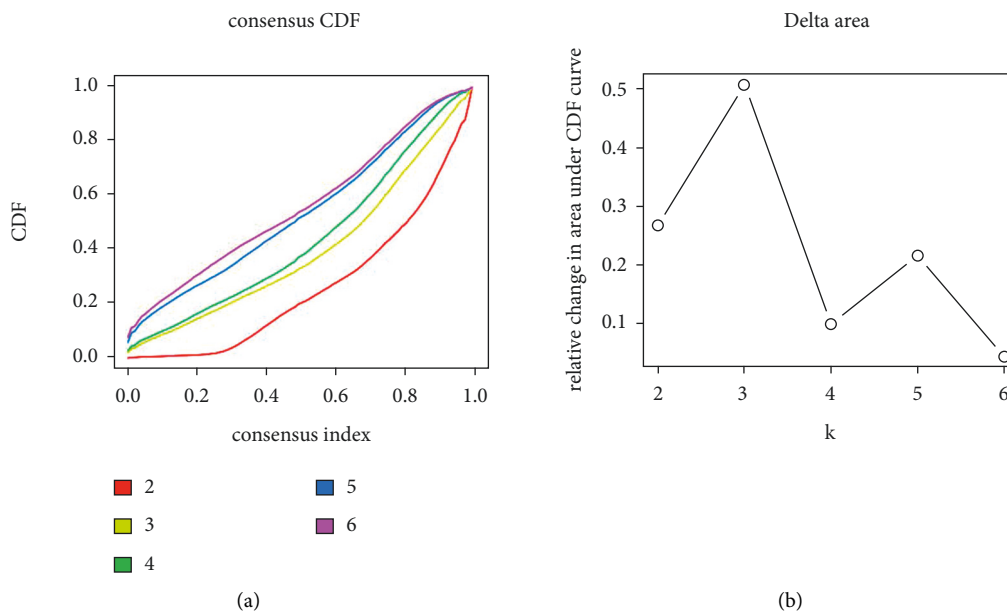 consensus CDF
CDF
1.0
0.8
0.6
0.4
0.2
0.0
0.0 0.2 0.4 0.6 0.8 1.0
consensus index
2
3
4
5
6
(a)
Delta area
relative change in area under CDF curve
0.5
0.4
0.3
0.2
0.1
2 3 4 5 6
k
(b)